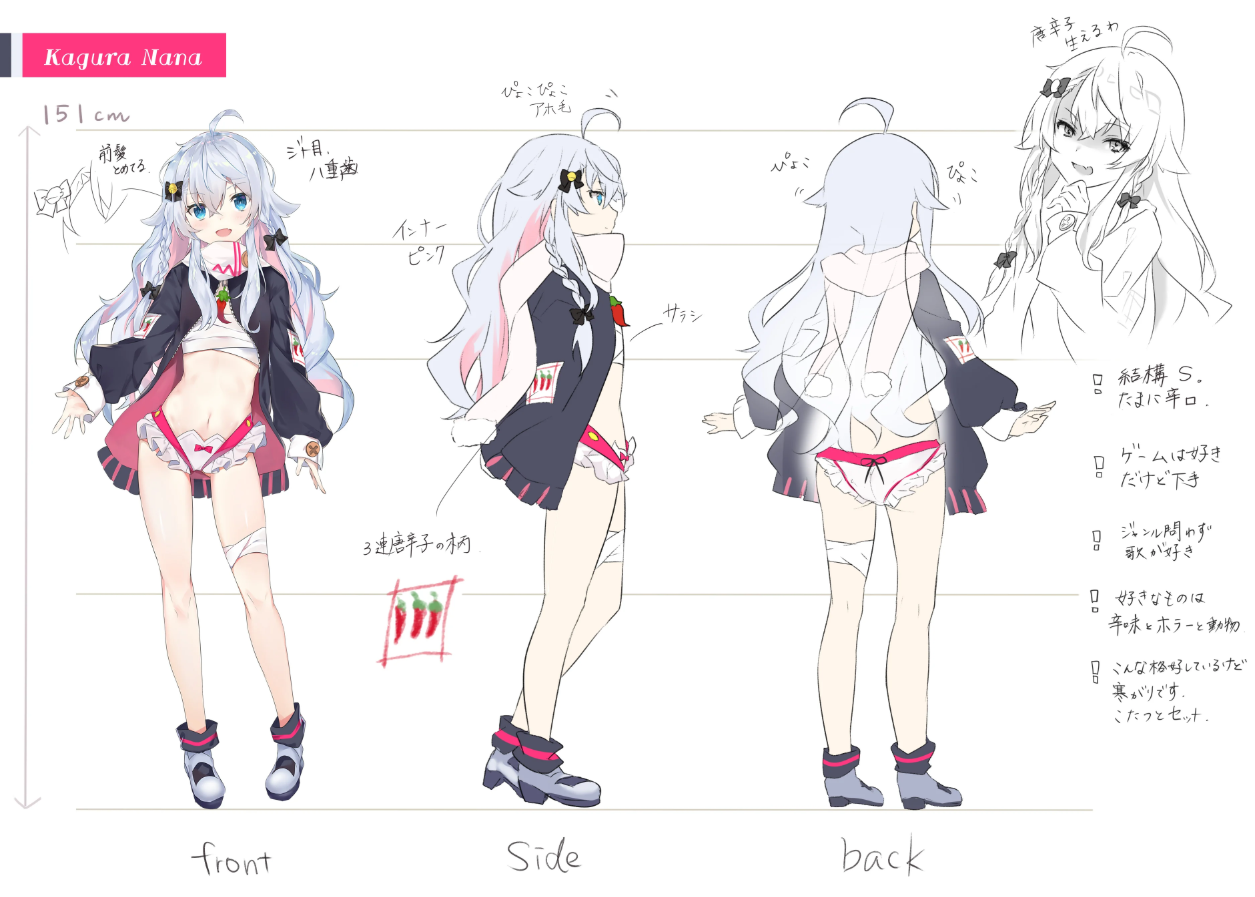 Kagura Nana
151cm
前髪
とめてる
ジト目、
八重歯
ぴょこぴょこ
アホ毛
インナー
ピンク
サラシ
3連唐辛子の柄
ぴょこ
ぴょこ
唐辛子
生えるわ
結構S。
たまに辛口.
ゲームは好き
だけど下手
ジャンル問わず
歌が好き
好きなものは
辛味とホラーと動物
こんな格好しているけど
寒がりです.
こたつとセット.
front
Side
back